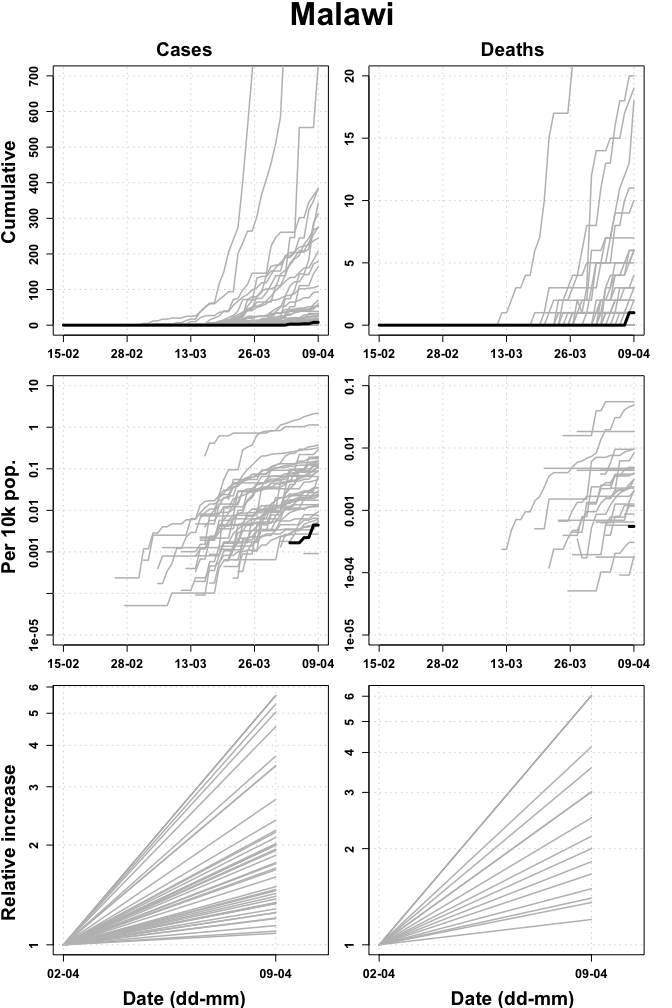 Malawi
Cases
Deaths
Cumulative
700
600
500
400
300
200
100
0
15-02 28-02 13-03 26-03 09-04
20
15
10
5
0
15-02 28-02 13-03 26-03 09-04
Per 10k pop.
10
1
0.1
0.01
0.001
1e-05
15-02 28-02 13-03 26-03 09-04
0.1
0.01
0.001
1e-04
1e-05
15-02 28-02 13-03 26-03 09-04
Relative increase
6
5
4
3
2
1
02-04 09-04
Date (dd-mm)
6
5
4
3
2
1
02-04 09-04
Date (dd-mm)